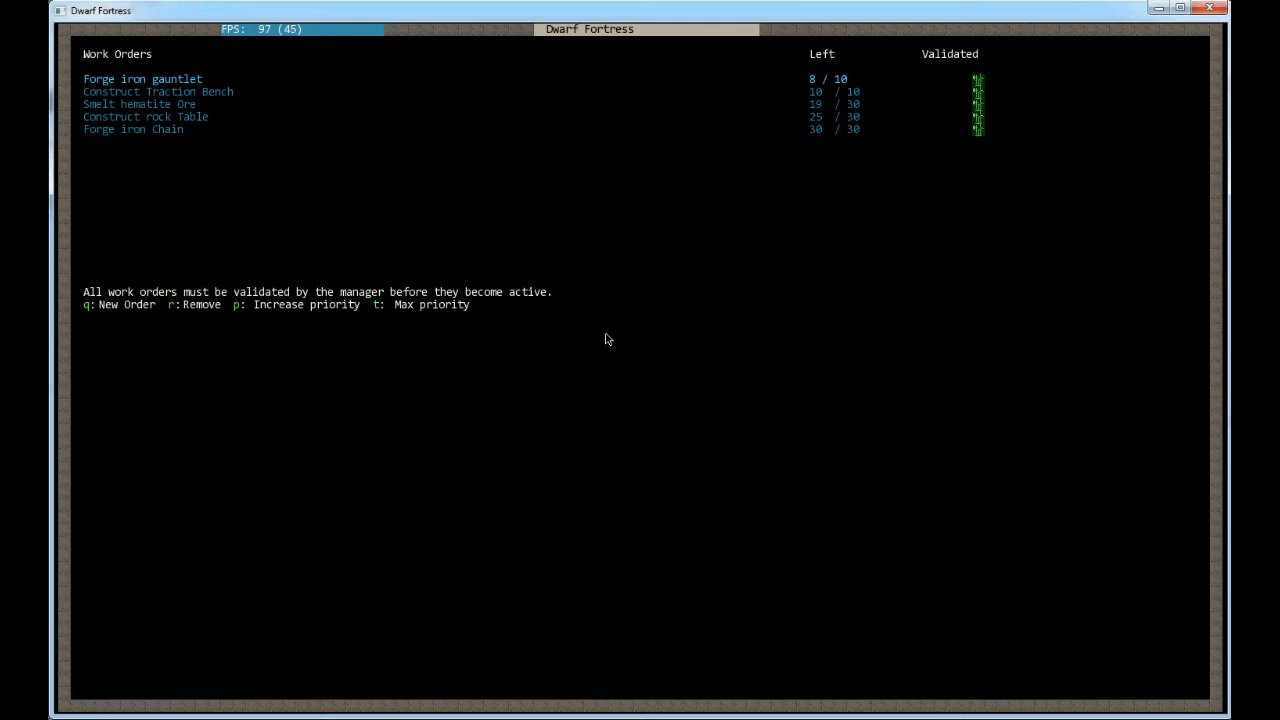 Dwarf Fortress
FPS: 97 (45) Dwarf Fortress
Work Orders Left Validated
Forge iron gauntlet 8 / 10
Construct Traction Bench 10 / 10
Smelt hematite Ore 19 / 30
Construct rock Table 25 / 30
Forge iron Chain 30 / 30
All work orders must be validated by the manager before they become active.
q: New Order r: Remove p: Increase priority t: Max priority